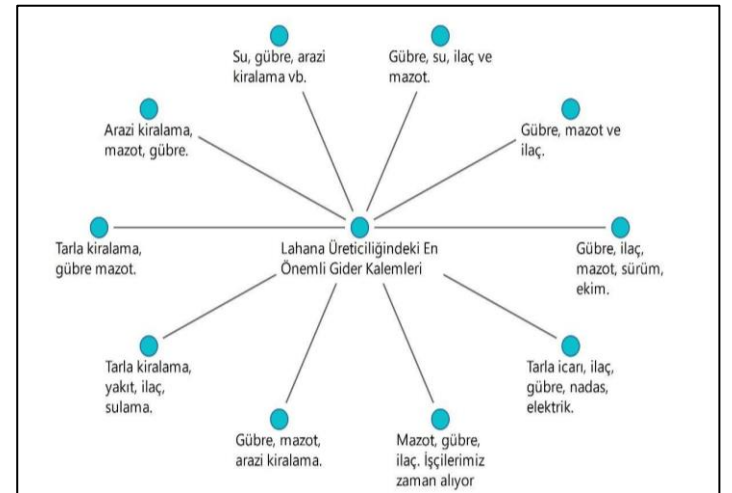 Su, gübre, arazi
kiralama vb.
Gübre, su, ilaç ve
mazot.
Arazi kiralama,
mazot, gübre.
Gübre, mazot ve
ilaç.
Tarla kiralama,
gübre mazot.
Lahana Üreticiliğindeki En
Önemli Gider Kalemleri
Gübre, ilaç,
mazot, sürüm,
ekim.
Tarla kiralama,
yakıt, ilaç,
sulama.
Tarla icarı, ilaç,
gübre, nadas,
elektrik.
Gübre, mazot,
arazi kiralama.
Mazot, gübre,
ilaç. İşçilerimiz
zaman alıyor